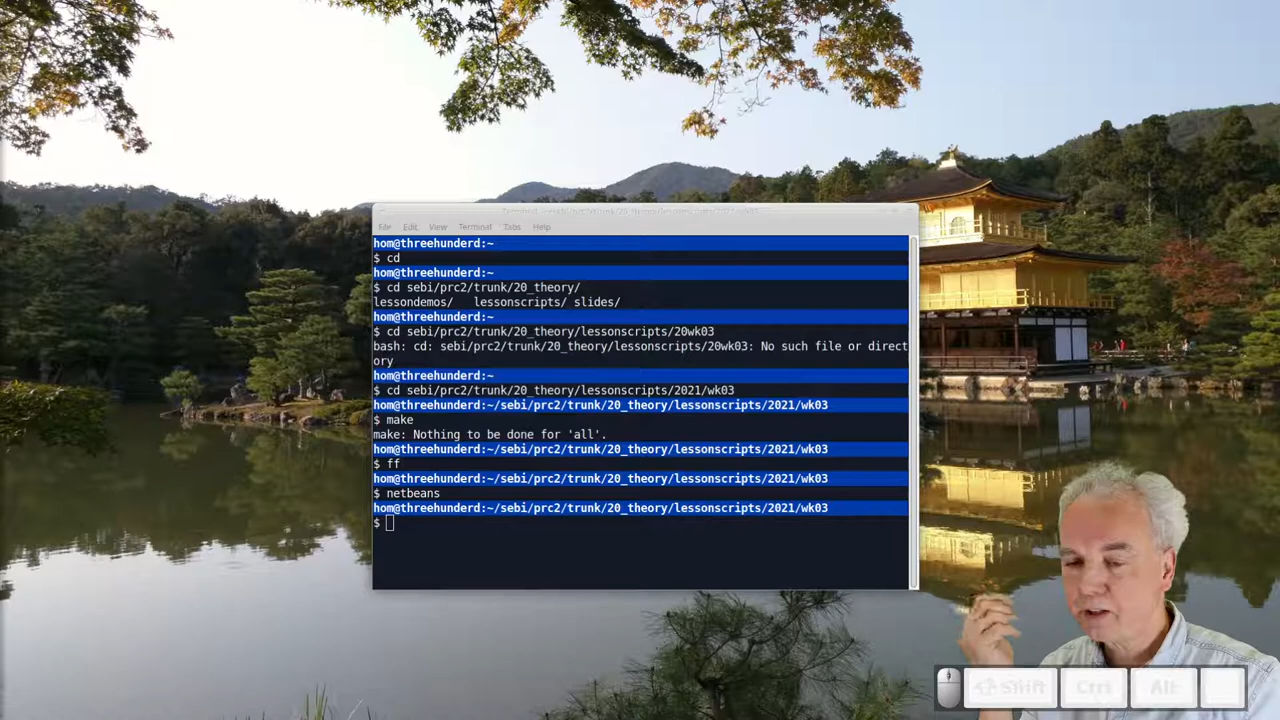 File Edit View Terminal Tabs Help
hom@threehunderd:~
$ cd
hom@threehunderd:~
$ cd sebi/prc2/trunk/20_theory/
lessondemos/ lessonscripts/ slides/
hom@threehunderd:~
$ cd sebi/prc2/trunk/20_theory/lessonscripts/20wk03
bash: cd: sebi/prc2/trunk/20_theory/lessonscripts/20wk03: No such file or direct
ory
hom@threehunderd:~
$ cd sebi/prc2/trunk/20_theory/lessonscripts/2021/wk03
hom@threehunderd:~/sebi/prc2/trunk/20_theory/lessonscripts/2021/wk03
$ make
make: Nothing to be done for 'all'.
hom@threehunderd:~/sebi/prc2/trunk/20_theory/lessonscripts/2021/wk03
$ ff
hom@threehunderd:~/sebi/prc2/trunk/20_theory/lessonscripts/2021/wk03
$ netbeans
hom@threehunderd:~/sebi/prc2/trunk/20_theory/lessonscripts/2021/wk03
$
Shift Ctrl Alt